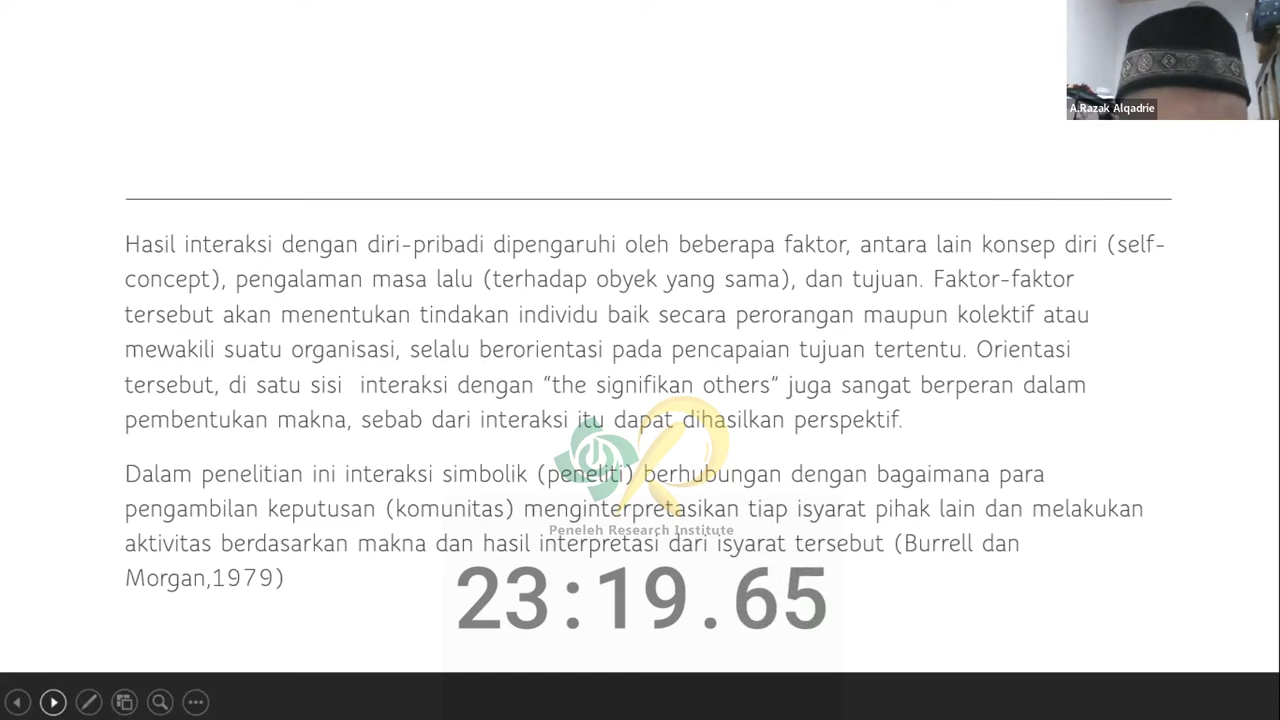 A.Razak Alqadrie
Hasil interaksi dengan diri-pribadi dipengaruhi oleh beberapa faktor, antara lain konsep diri (self-
concept), pengalaman masa lalu (terhadap obyek yang sama), dan tujuan. Faktor-faktor
tersebut akan menentukan tindakan individu baik secara perorangan maupun kolektif atau
mewakili suatu organisasi, selalu berorientasi pada pencapaian tujuan tertentu. Orientasi
tersebut, di satu sisi  interaksi dengan “the signifikan others” juga sangat berperan dalam
pembentukan makna, sebab dari interaksi itu dapat dihasilkan perspektif.
Dalam penelitian ini interaksi simbolik (peneliti) berhubungan dengan bagaimana para
pengambilan keputusan (komunitas) menginterpretasikan tiap isyarat pihak lain dan melakukan
Peneleh Research Institute
aktivitas berdasarkan makna dan hasil interpretasi dari isyarat tersebut (Burrell dan
Morgan,1979)
23:19.65